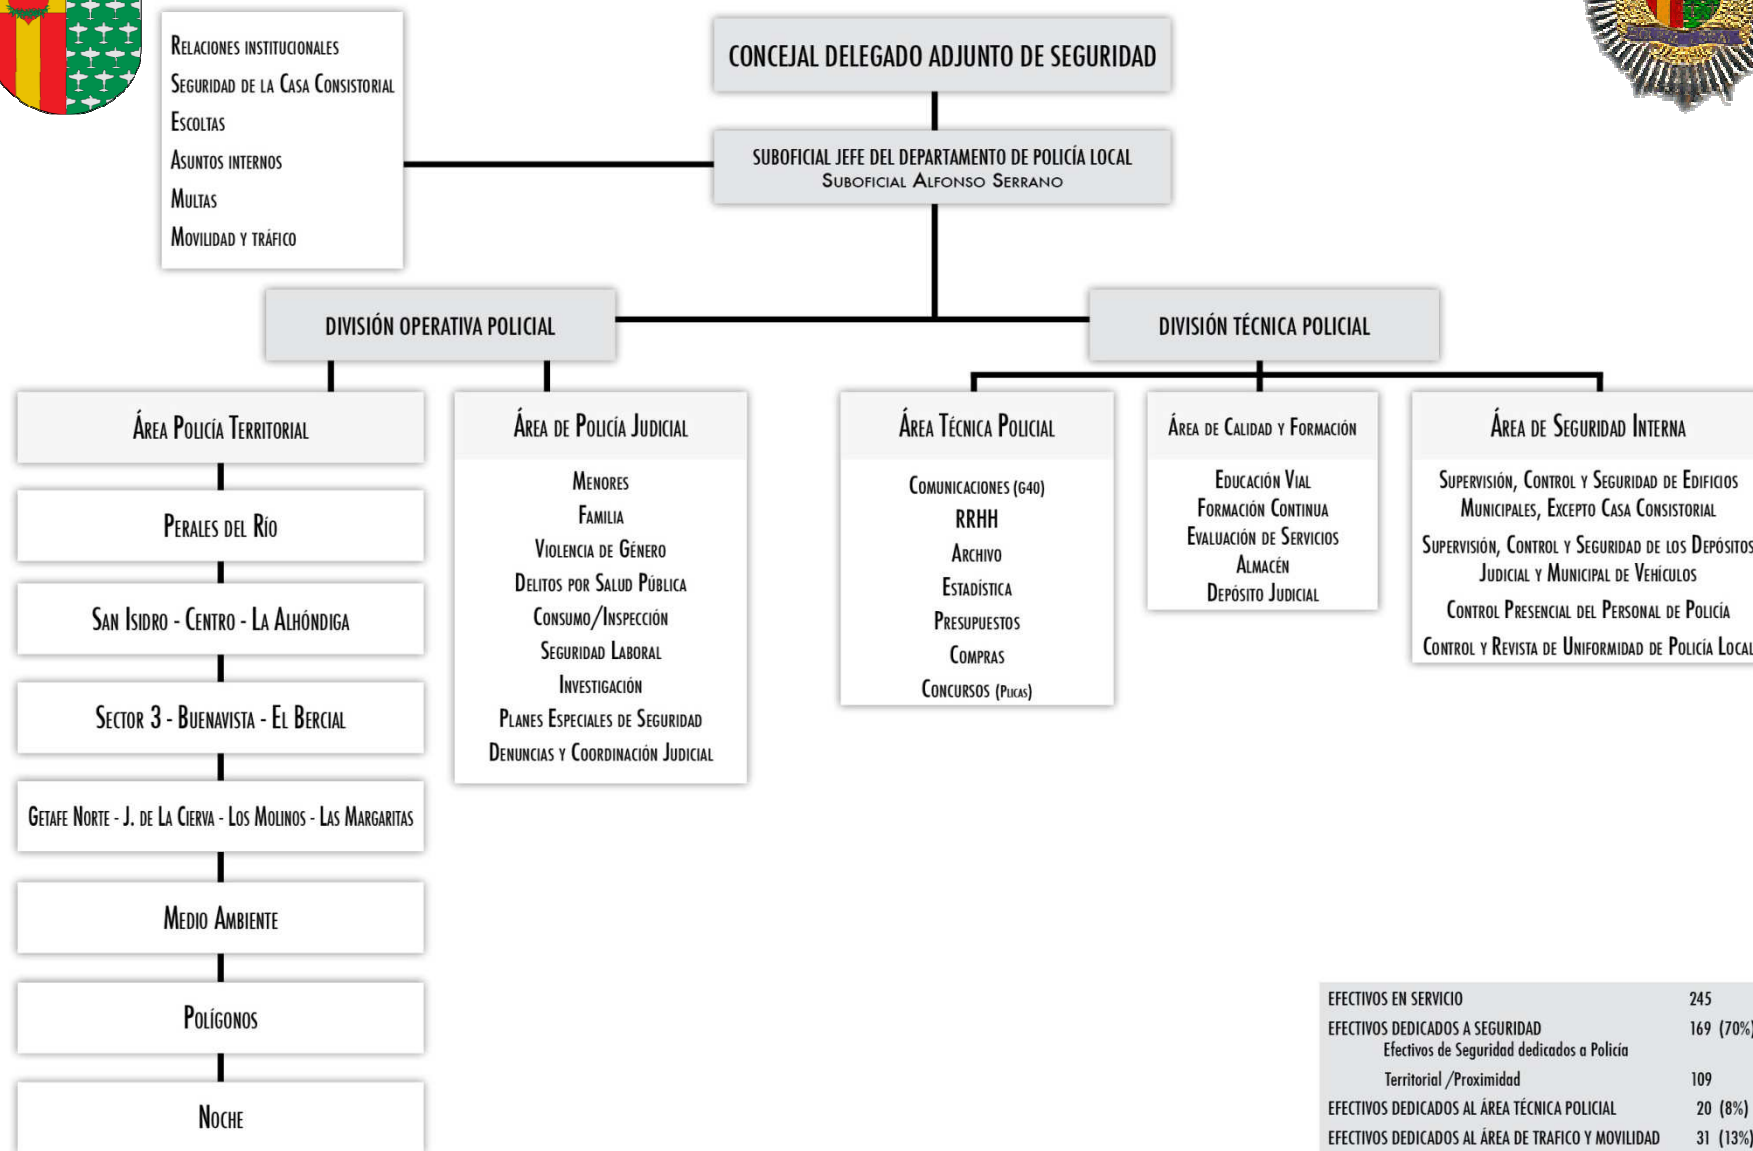 Relaciones institucionales
Seguridad de la Casa Consistorial
Escoltas
Asuntos internos
Multas
Movilidad y tráfico
CONCEJAL DELEGADO ADJUNTO DE SEGURIDAD
SUBOFICIAL JEFE DEL DEPARTAMENTO DE POLICÍA LOCAL
Suboficial Alfonso Serrano
DIVISIÓN OPERATIVA POLICIAL
DIVISIÓN TÉCNICA POLICIAL
Área Policía Territorial
Perales del Río
San Isidro - Centro - La Alhóndiga
Sector 3 - Buenavista - El Bercial
Getafe Norte - J. de La Cierva - Los Molinos - Las Margaritas
Medio Ambiente
Polígonos
Noche
Área de Policía Judicial
Menores
Familia
Violencia de Género
Delitos por Salud Pública
Consumo/Inspección
Seguridad Laboral
Investigación
Planes Especiales de Seguridad
Denuncias y Coordinación Judicial
Área Técnica Policial
Comunicaciones (G40)
RRHH
Archivo
Estadística
Presupuestos
Compras
Concursos (Plicas)
Área de Calidad y Formación
Educación Vial
Formación Continua
Evaluación de Servicios
Almacén
Depósito Judicial
Área de Seguridad Interna
Supervisión, Control y Seguridad de Edificios
Municipales, Excepto Casa Consistorial
Supervisión, Control y Seguridad de los Depósitos
Judicial y Municipal de Vehículos
Control Presencial del Personal de Policía
Control y Revista de Uniformidad de Policía Local
EFECTIVOS EN SERVICIO 245
EFECTIVOS DEDICADOS A SEGURIDAD 169 (70%)
Efectivos de Seguridad dedicados a Policía
Territorial /Proximidad 109
EFECTIVOS DEDICADOS AL ÁREA TÉCNICA POLICIAL 20 (8%)
EFECTIVOS DEDICADOS AL ÁREA DE TRAFICO Y MOVILIDAD 31 (13%)